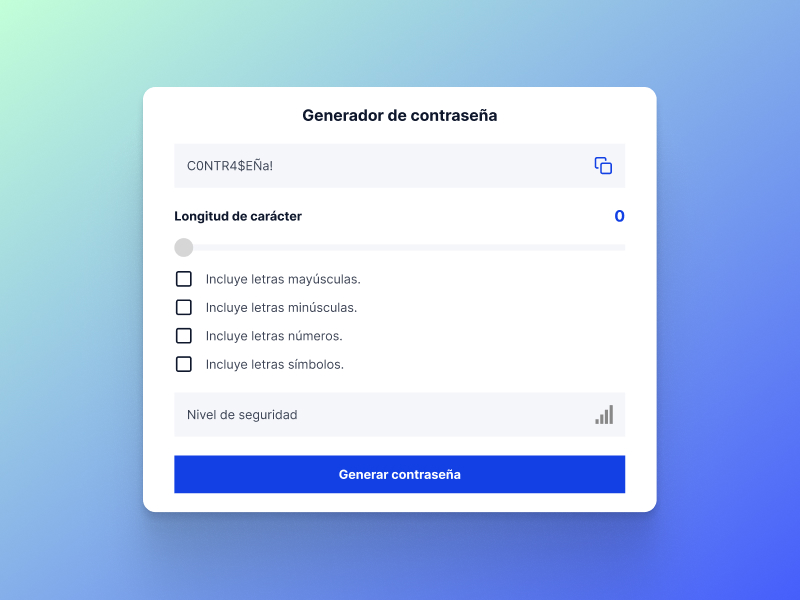 Generador de contraseña
C0NTR4$EÑa!
Longitud de carácter 0
Incluye letras mayúsculas.
Incluye letras minúsculas.
Incluye letras números.
Incluye letras símbolos.
Nivel de seguridad
Generar contraseña